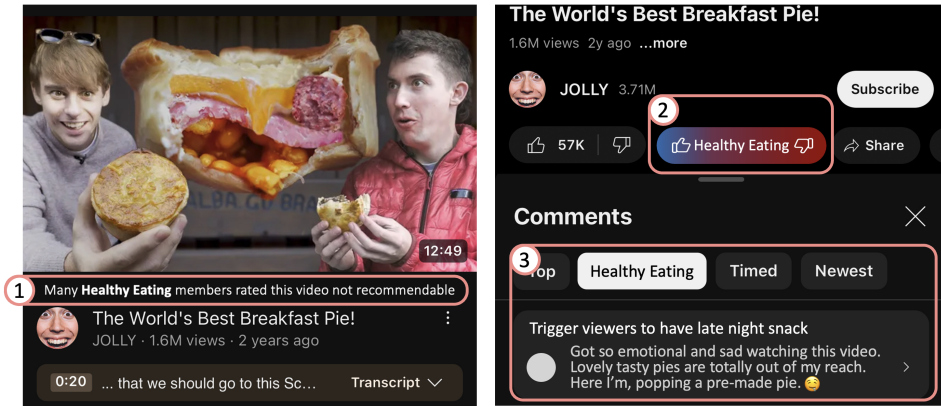 ALBA GU BRA
12:49
1
Many Healthy Eating members rated this video not recommendable
The World's Best Breakfast Pie!
JOLLY · 1.6M views · 2 years ago
0:20 ... that we should go to this Sc... Transcript
The World's Best Breakfast Pie!
1.6M views 2y ago ...more
JOLLY 3.71M Subscribe
2
57K Healthy Eating Share
Comments
3
op Healthy Eating Timed Newest
Trigger viewers to have late night snack
Got so emotional and sad watching this video.
Lovely tasty pies are totally out of my reach.
Here I'm, popping a pre-made pie. 🤤